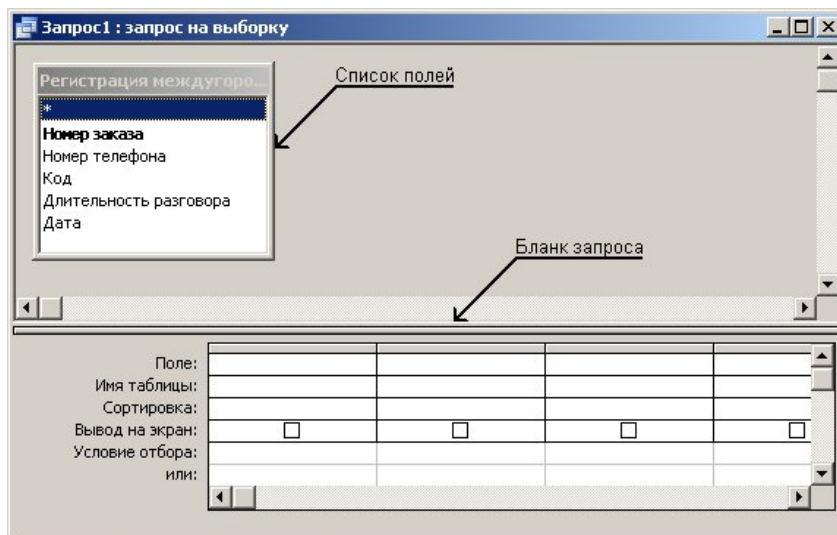 Запрос1 : запрос на выборку
Регистрация междугоро...
Список полей
*
Номер заказа
Номер телефона
Код
Длительность разговора
Дата
Бланк запроса
Поле:
Имя таблицы:
Сортировка:
Вывод на экран:
Условие отбора:
или: